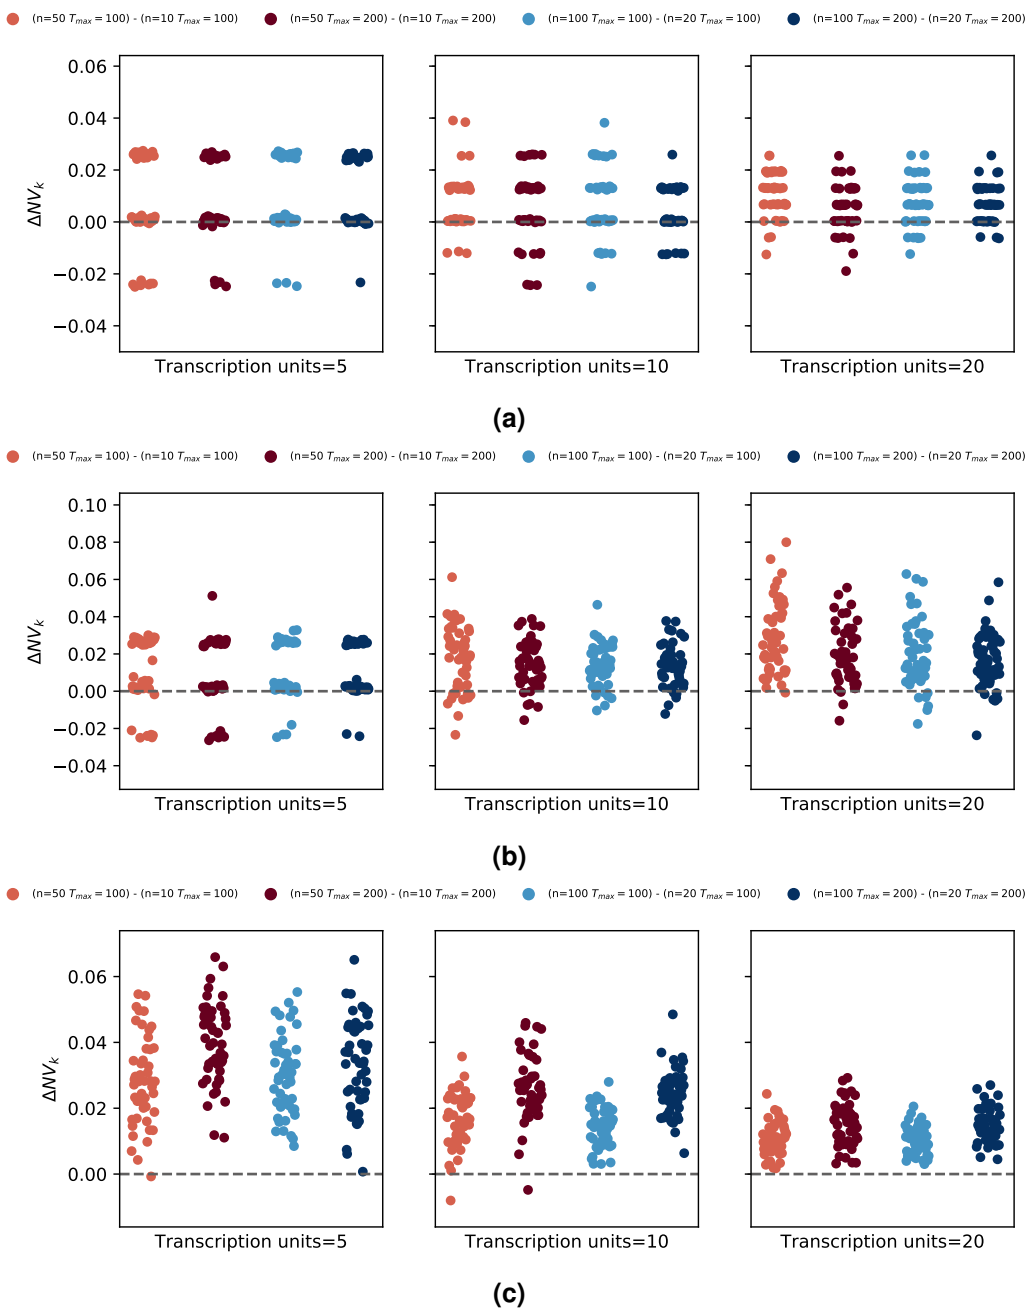 (n=50 T_max = 100) - (n=10 T_max = 100) (n=50 T_max = 200) - (n=10 T_max = 200) (n=100 T_max = 100) - (n=20 T_max = 100) (n=100 T_max = 200) - (n=20 T_max = 200)
0.06
0.04
0.02
0.00
−0.02
−0.04
ΔNV_k
Transcription units=5 Transcription units=10 Transcription units=20
(a)
(n=50 T_max = 100) - (n=10 T_max = 100) (n=50 T_max = 200) - (n=10 T_max = 200) (n=100 T_max = 100) - (n=20 T_max = 100) (n=100 T_max = 200) - (n=20 T_max = 200)
0.10
0.08
0.06
0.04
0.02
0.00
−0.02
−0.04
ΔNV_k
Transcription units=5 Transcription units=10 Transcription units=20
(b)
(n=50 T_max = 100) - (n=10 T_max = 100) (n=50 T_max = 200) - (n=10 T_max = 200) (n=100 T_max = 100) - (n=20 T_max = 100) (n=100 T_max = 200) - (n=20 T_max = 200)
0.06
0.04
0.02
0.00
ΔNV_k
Transcription units=5 Transcription units=10 Transcription units=20
(c)